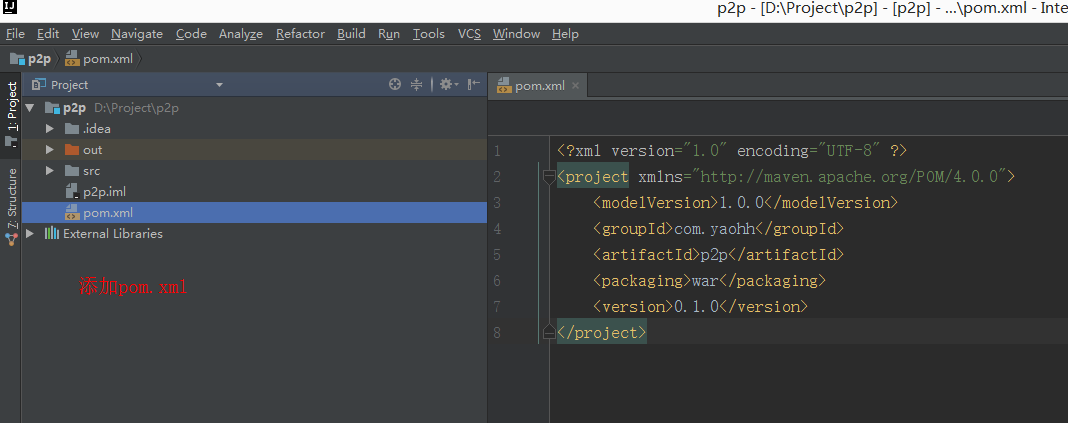 p2p - [D:\Project\p2p] - [p2p] - ...\pom.xml - Inte
File Edit View Navigate Code Analyze Refactor Build Run Tools VCS Window Help
p2p pom.xml
1: Project
7: Structure
Project
p2p D:\Project\p2p
.idea
out
src
p2p.iml
pom.xml
External Libraries
添加pom.xml
pom.xml
1 <?xml version="1.0" encoding="UTF-8" ?>
2 <project xmlns="http://maven.apache.org/POM/4.0.0">
3 <modelVersion>1.0.0</modelVersion>
4 <groupId>com.yaohh</groupId>
5 <artifactId>p2p</artifactId>
6 <packaging>war</packaging>
7 <version>0.1.0</version>
8 </project>